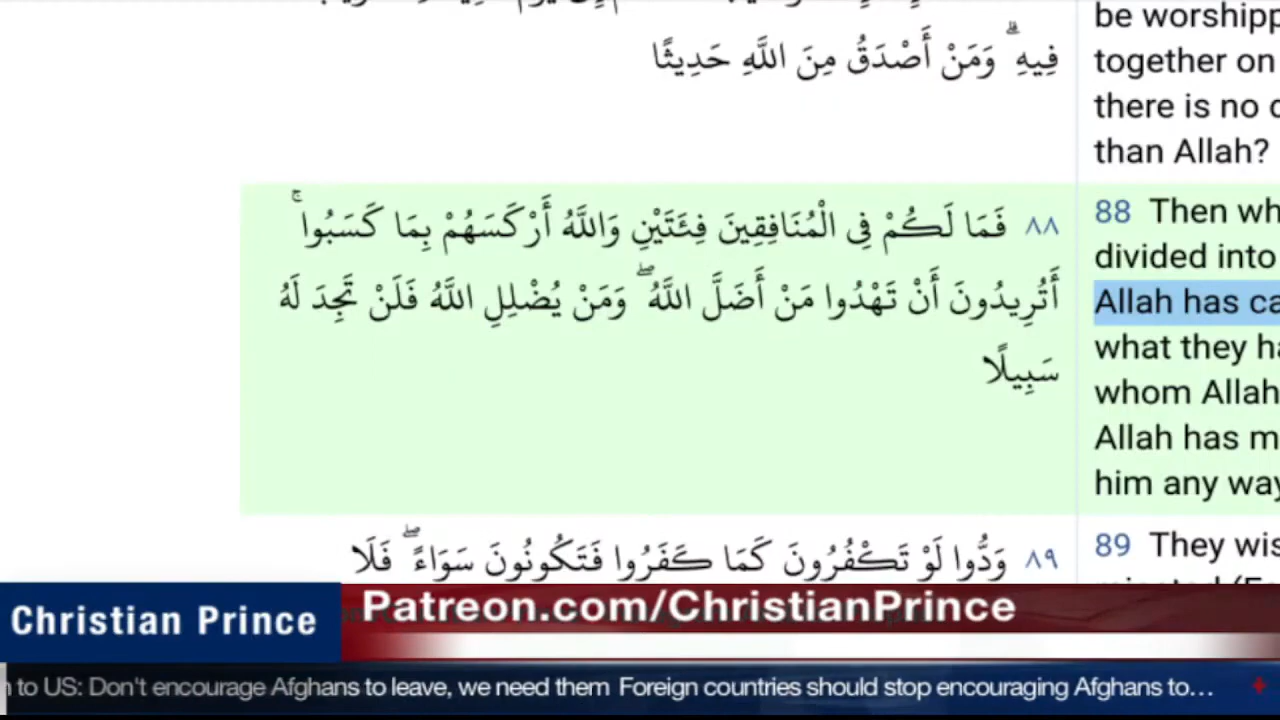 be worshipp
فِيهِ ۗ وَمَنْ أَصْدَقُ مِنَ اللَّهِ حَدِيثًا
together on
there is no
than Allah?
٨٨ فَمَا لَكُمْ فِى الْمُنَافِقِينَ فِئَتَيْنِ وَاللَّهُ أَرْكَسَهُمْ بِمَا كَسَبُوا ۚ
أَتُرِيدُونَ أَنْ تَهْدُوا مَنْ أَضَلَّ اللَّهُ ۖ وَمَنْ يُضْلِلِ اللَّهُ فَلَنْ تَجِدَ لَهُ
سَبِيلًا
88 Then wh
divided into
Allah has ca
what they ha
whom Allah
Allah has m
him any way
٨٩ وَدُّوا لَوْ تَكْفُرُونَ كَمَا كَفَرُوا فَتَكُونُونَ سَوَاءً ۖ فَلَا
89 They wis
Christian Prince
Patreon.com/ChristianPrince
to US: Don't encourage Afghans to leave, we need them Foreign countries should stop encouraging Afghans to...